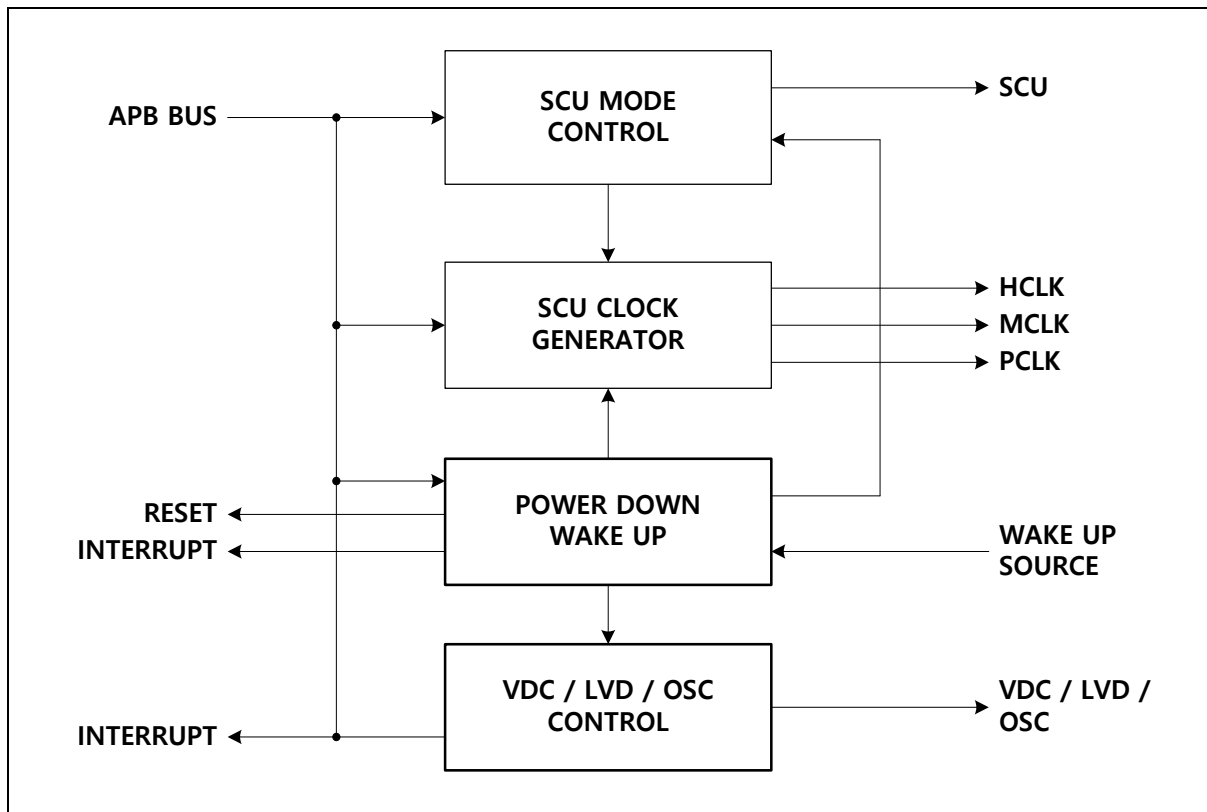 SCU MODE
CONTROL
SCU
APB BUS
SCU CLOCK
GENERATOR
HCLK
MCLK
PCLK
POWER DOWN
WAKE UP
RESET
INTERRUPT
WAKE UP
SOURCE
VDC / LVD / OSC
CONTROL
VDC / LVD /
OSC
INTERRUPT